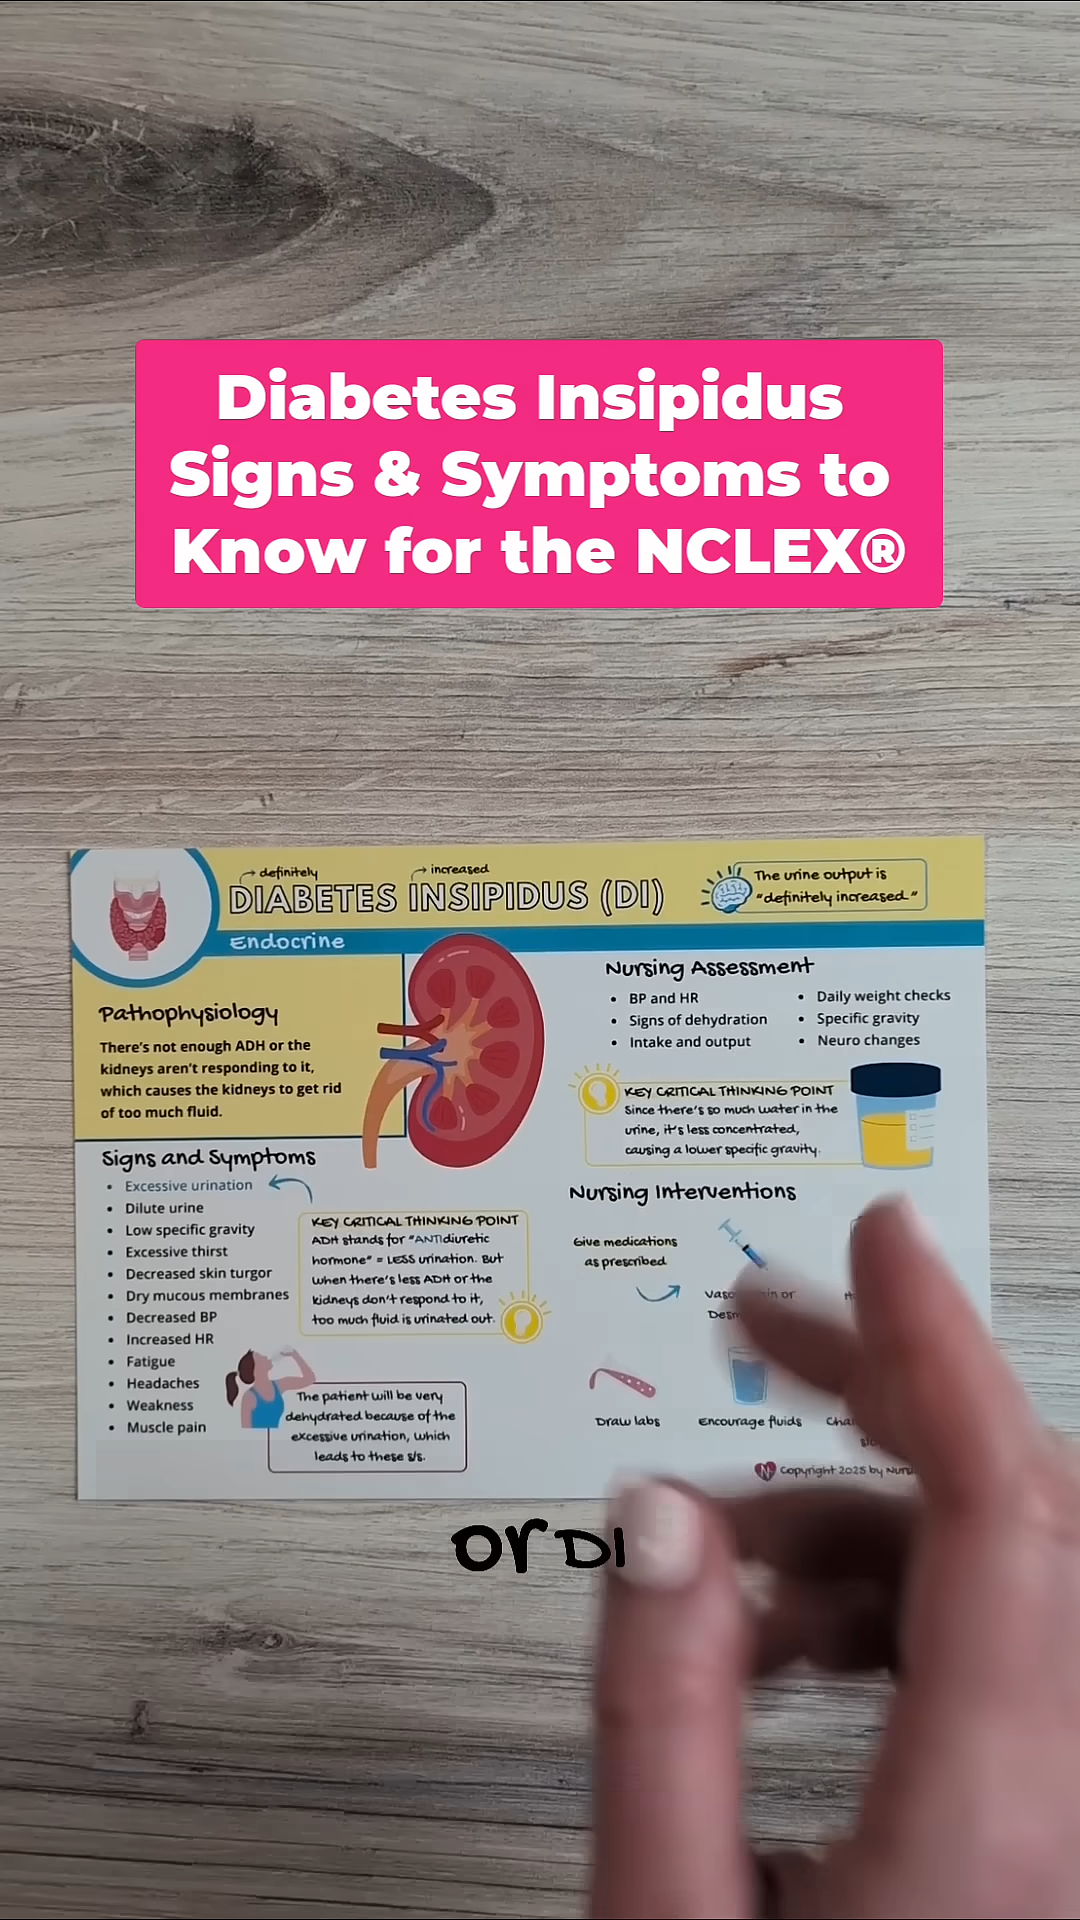 Diabetes Insipidus
Signs & Symptoms to
Know for the NCLEX®
definitely
increased
DIABETES INSIPIDUS (DI)
The urine output is
"definitely increased."
Endocrine
Pathophysiology
There's not enough ADH or the
kidneys aren't responding to it,
which causes the kidneys to get rid
of too much fluid.
Signs and Symptoms
• Excessive urination
• Dilute urine
• Low specific gravity
• Excessive thirst
• Decreased skin turgor
• Dry mucous membranes
• Decreased BP
• Increased HR
• Fatigue
• Headaches
• Weakness
• Muscle pain
KEY CRITICAL THINKING POINT
ADH stands for "ANTIdiuretic
hormone" = LESS urination. But
when there's less ADH or the
kidneys don't respond to it,
too much fluid is urinated out.
The patient will be very
dehydrated because of the
excessive urination, which
leads to these s/s.
Nursing Assessment
• BP and HR
• Signs of dehydration
• Intake and output
• Daily weight checks
• Specific gravity
• Neuro changes
KEY CRITICAL THINKING POINT
Since there's so much water in the
urine, it's less concentrated,
causing a lower specific gravity.
Nursing Interventions
Give medications
as prescribed
or
Draw labs
Encourage fluids
N
Copyright 2025 by
or DI